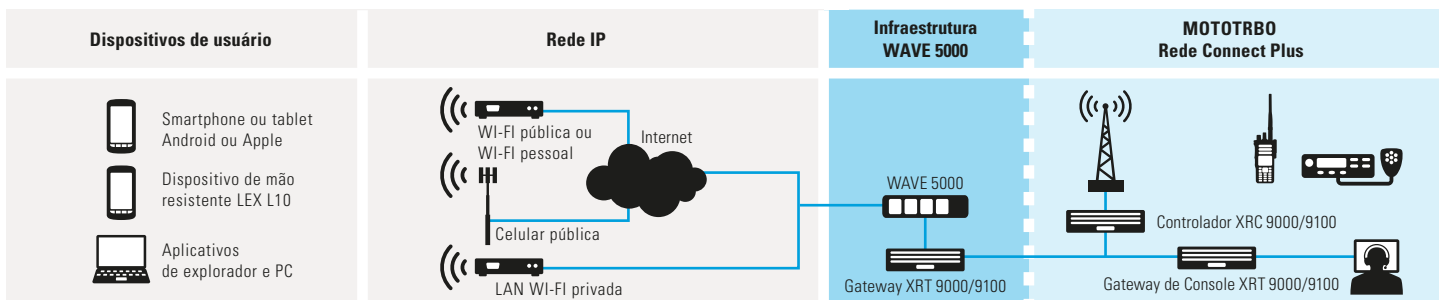 Dispositivos de usuário
Rede IP
Infraestrutura
WAVE 5000
MOTOTRBO
Rede Connect Plus
Smartphone ou tablet
Android ou Apple
Dispositivo de mão
resistente LEX L10
Aplicativos
de explorador e PC
WI-FI pública ou
WI-FI pessoal
Internet
Celular pública
LAN WI-FI privada
WAVE 5000
Gateway XRT 9000/9100
Controlador XRC 9000/9100
Gateway de Console XRT 9000/9100